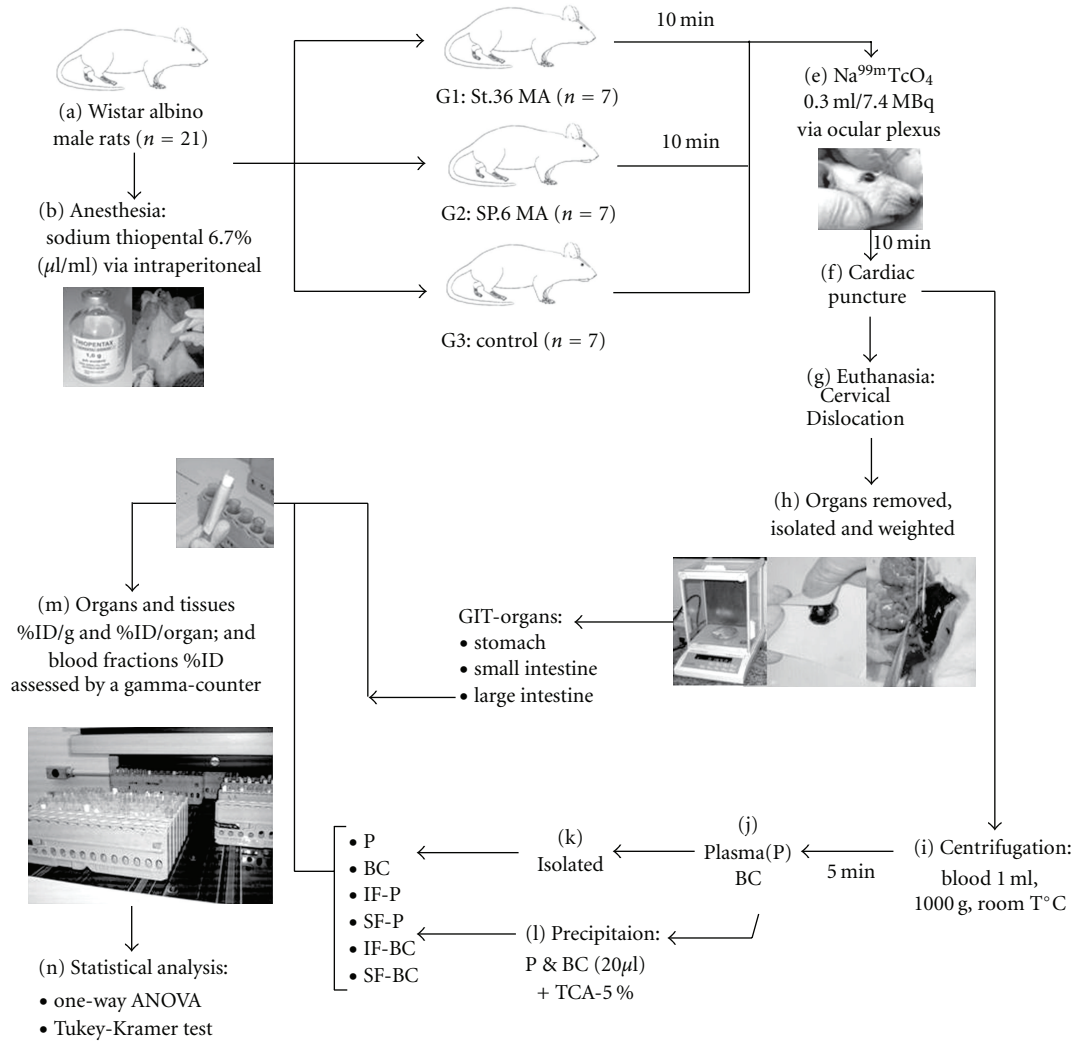 (a) Wistar albino
male rats (n = 21)
(b) Anesthesia:
sodium thiopental 6.7%
(μl/ml) via intraperitoneal
THIOPENTAX
1,0 g
G1: St.36 MA (n = 7)
G2: SP.6 MA (n = 7)
G3: control (n = 7)
10 min
10 min
(e) Na99mTcO4
0.3 ml/7.4 MBq
via ocular plexus
10 min
(f) Cardiac
puncture
(g) Euthanasia:
Cervical
Dislocation
(h) Organs removed,
isolated and weighted
GIT-organs:
• stomach
• small intestine
• large intestine
(i) Centrifugation:
blood 1 ml,
1000 g, room T°C
5 min
(j)
Plasma(P)
BC
(k)
Isolated
(l) Precipitaion:
P & BC (20μl)
+ TCA-5 %
• P
• BC
• IF-P
• SF-P
• IF-BC
• SF-BC
(m) Organs and tissues
%ID/g and %ID/organ; and
blood fractions %ID
assessed by a gamma-counter
(n) Statistical analysis:
• one-way ANOVA
• Tukey-Kramer test